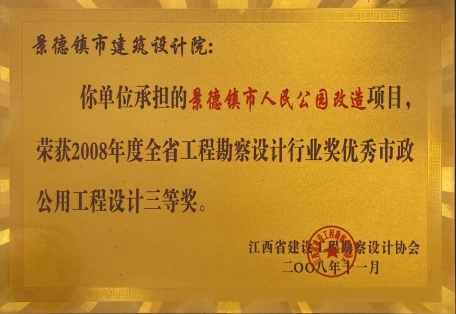 景德镇市建筑设计院:
你单位承担的景德镇市人民公园改造项目,
荣获2008年度全省工程勘察设计行业奖优秀市政
公用工程设计三等奖。
江西省建设工程勘察设计协会
二〇〇八年十一月